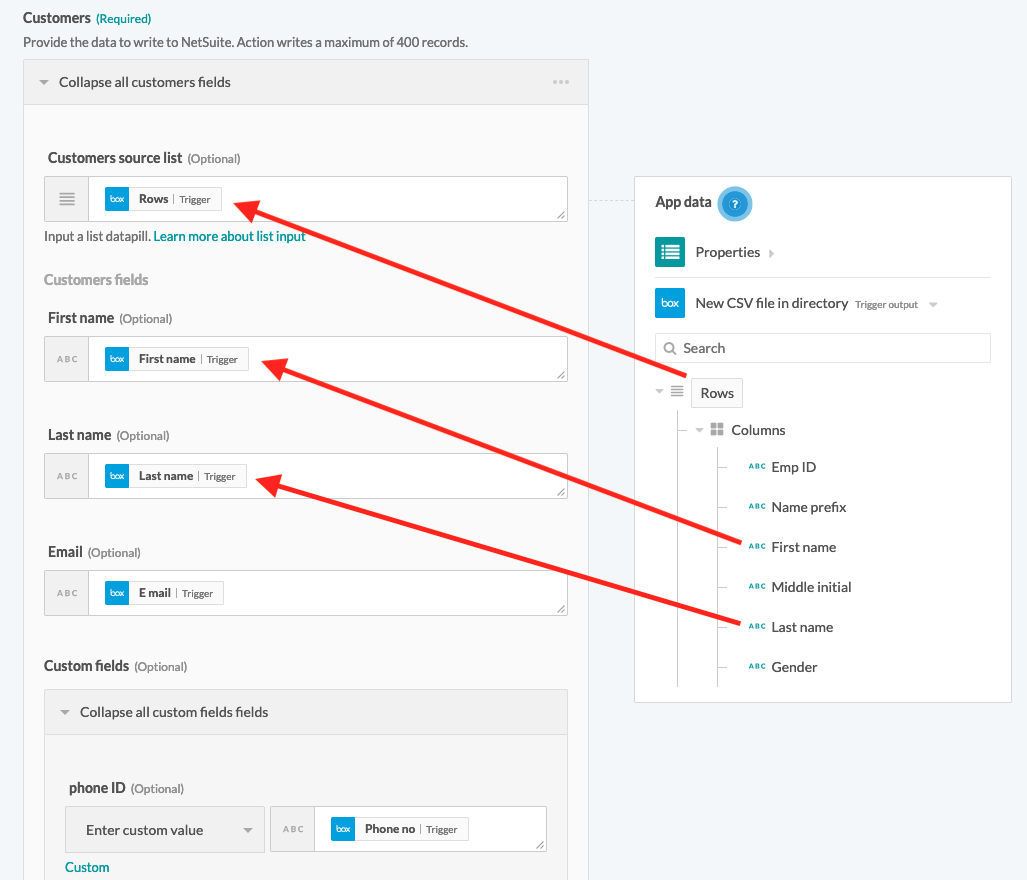 Customers (Required)
Provide the data to write to NetSuite. Action writes a maximum of 400 records.
Collapse all customers fields
Customers source list (Optional)
box Rows | Trigger
Input a list datapill. Learn more about list input
Customers fields
First name (Optional)
ABC box First name | Trigger
Last name (Optional)
ABC box Last name | Trigger
Email (Optional)
ABC box E mail | Trigger
Custom fields (Optional)
Collapse all custom fields fields
phone ID (Optional)
Enter custom value ABC box Phone no | Trigger
Custom
App data ?
Properties
box New CSV file in directory Trigger output
Search
Rows
Columns
ABC Emp ID
ABC Name prefix
ABC First name
ABC Middle initial
ABC Last name
ABC Gender